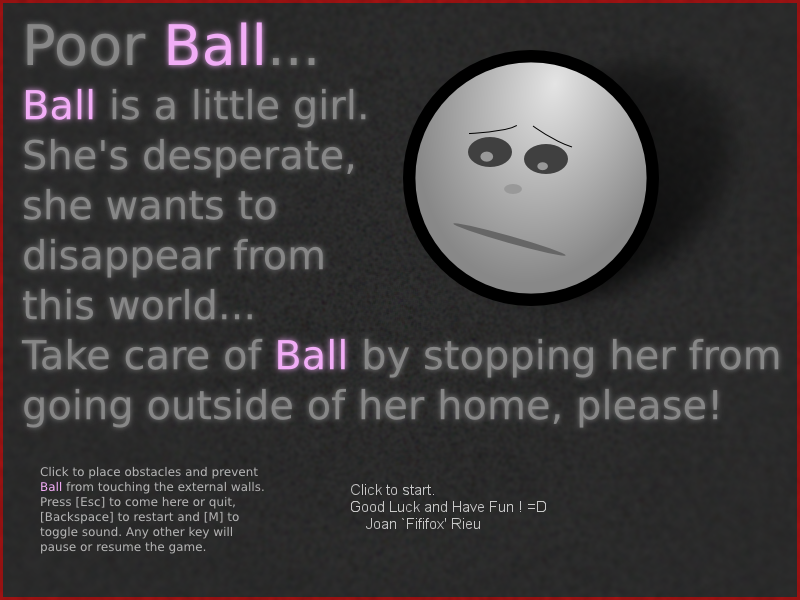 Poor Ball...
Ball is a little girl.
She's desperate,
she wants to
disappear from
this world...
Take care of Ball by stopping her from
going outside of her home, please!
Click to place obstacles and prevent
Ball from touching the external walls.
Press [Esc] to come here or quit,
[Backspace] to restart and [M] to
toggle sound. Any other key will
pause or resume the game.
Click to start.
Good Luck and Have Fun ! =D
Joan `Fififox' Rieu